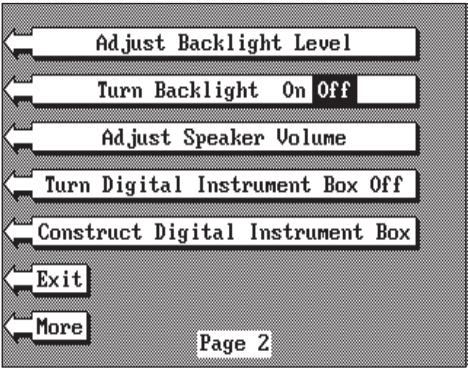 Adjust Backlight Level
Turn Backlight On Off
Adjust Speaker Volume
Turn Digital Instrument Box Off
Construct Digital Instrument Box
Exit
More
Page 2